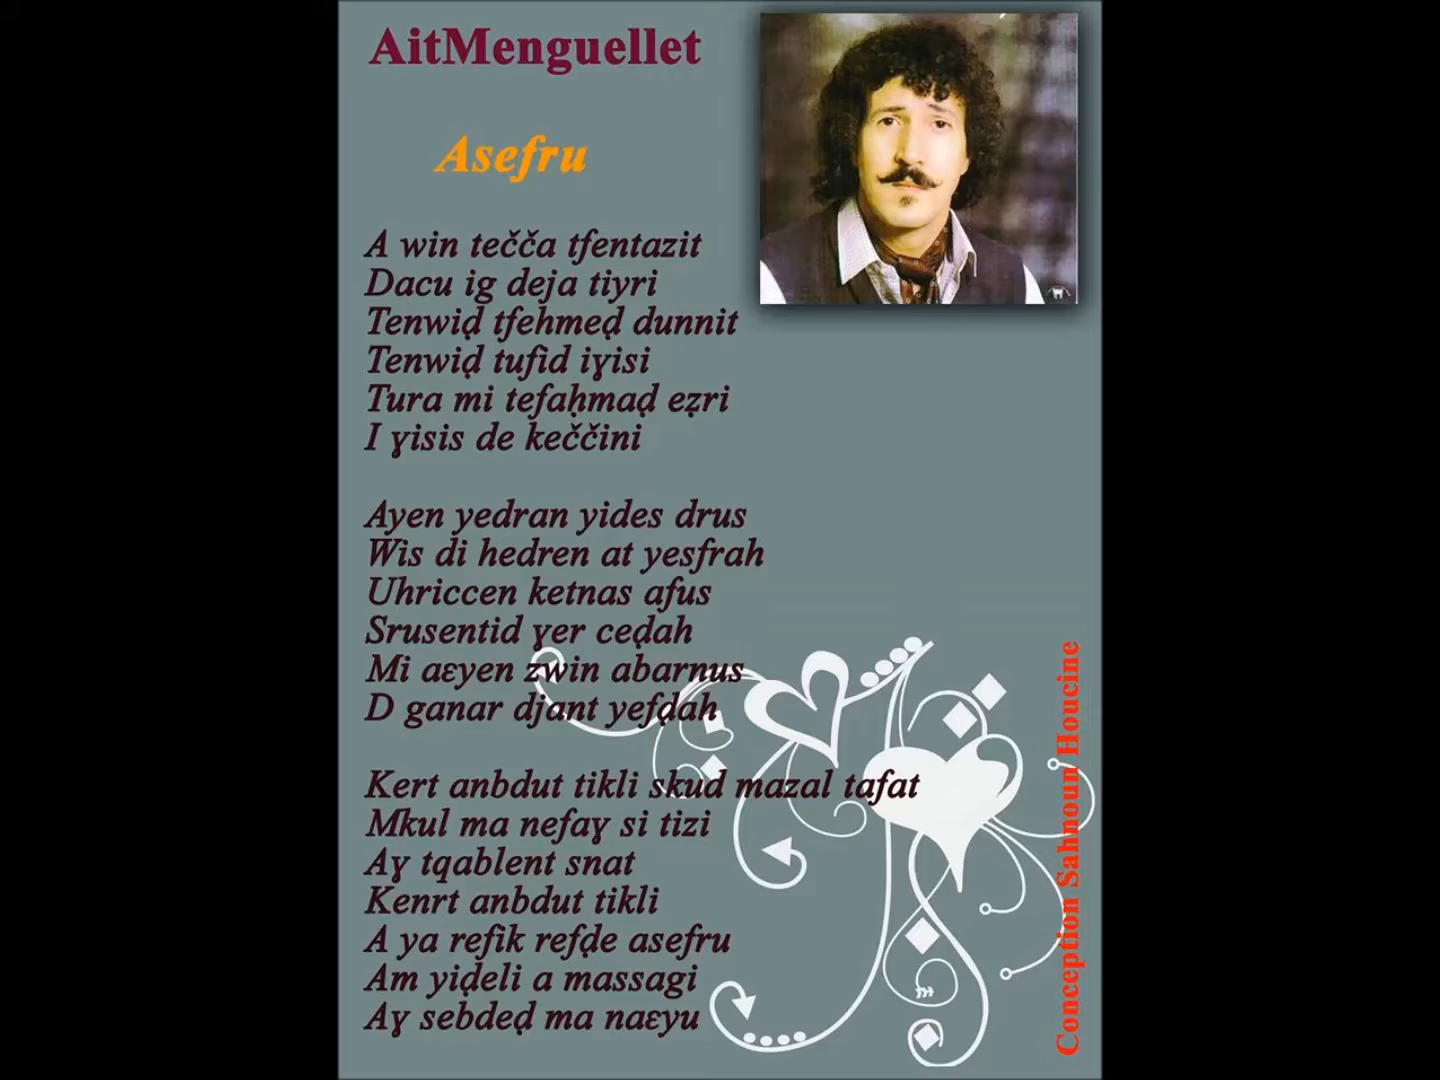 AitMenguellet
Asefru
A win tečča tfentazit
Dacu ig deja tiyri
Tenwiḍ tfehmeḍ dunnit
Tenwiḍ tufid iɣisi
Tura mi tefaḥmaḍ eẓri
I ɣisis de keččini
Ayen yedran yides drus
Wis di hedren at yesfrah
Uhriccen ketnas afus
Srusentid ɣer ceḍah
Mi aɛyen zwin abarnus
D ganar djant yefḍah
Kert anbdut tikli skud mazal tafat
Mkul ma nefaɣ si tizi
Aɣ tqablent snat
Kenrt anbdut tikli
A ya refik refḍe asefru
Am yiḍeli a massagi
Aɣ sebdeḍ ma naɛyu
Conception Sahnoun Houcine